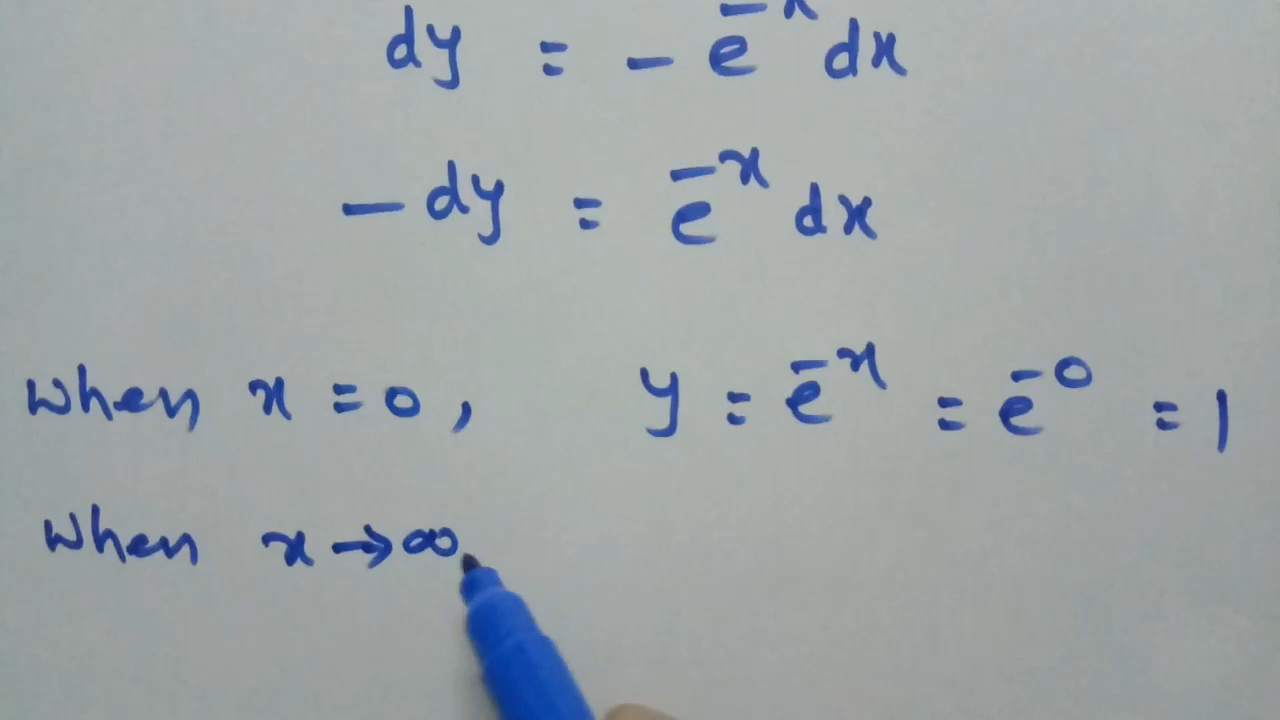 dy = - e^-x dx
- dy = e^-x dx
When x = 0, y = e^-x = e^-0 = 1
When x → ∞